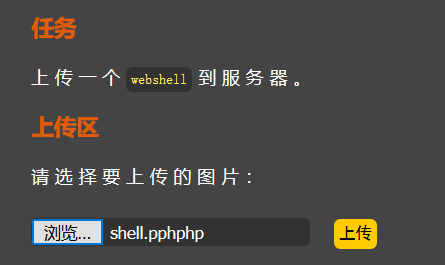 任务
上传一个 webshell 到服务器。
上传区
请选择要上传的图片：
浏览... shell.pphphp 上传